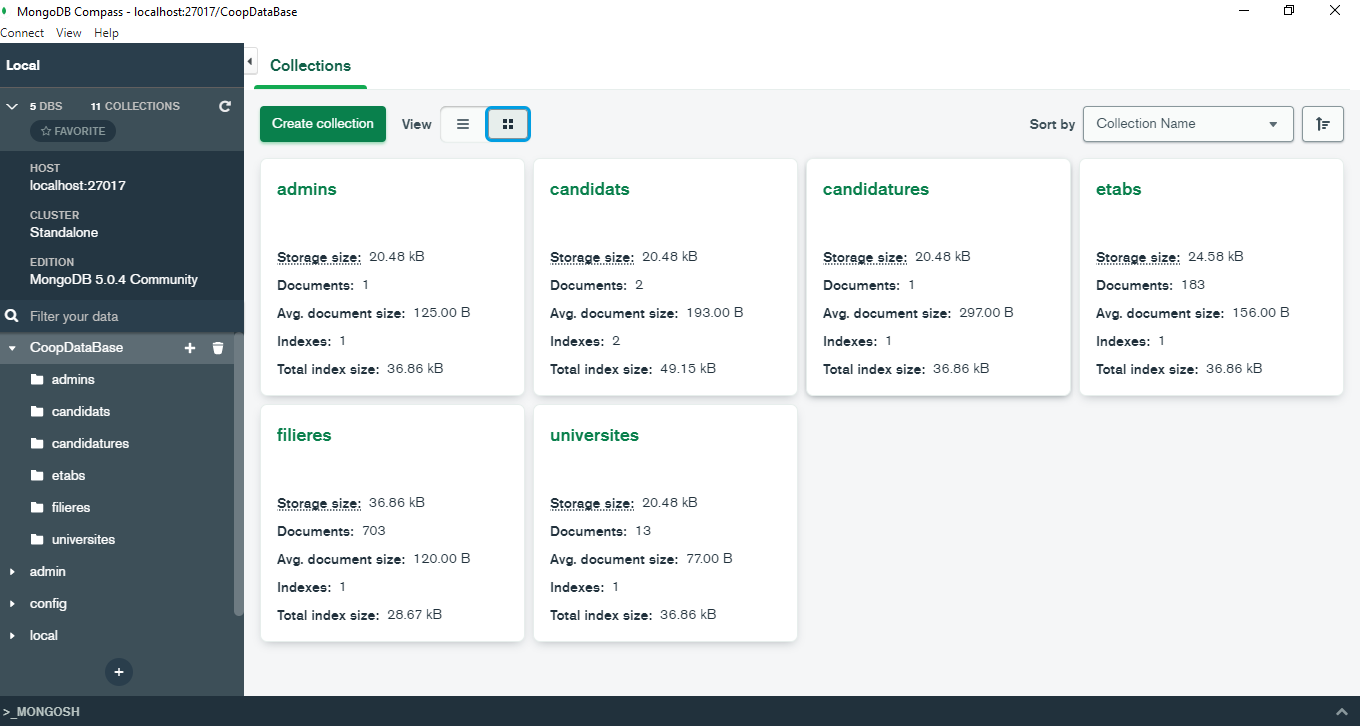 MongoDB Compass - localhost:27017/CoopDataBase
Connect View Help
Local
5 DBS 11 COLLECTIONS
FAVORITE
HOST
localhost:27017
CLUSTER
Standalone
EDITION
MongoDB 5.0.4 Community
Filter your data
CoopDataBase
admins
candidats
candidatures
etabs
filieres
universites
admin
config
local
>_MONGOSH
Collections
Create collection View Sort by Collection Name
admins
Storage size: 20.48 kB
Documents: 1
Avg. document size: 125.00 B
Indexes: 1
Total index size: 36.86 kB
candidats
Storage size: 20.48 kB
Documents: 2
Avg. document size: 193.00 B
Indexes: 2
Total index size: 49.15 kB
candidatures
Storage size: 20.48 kB
Documents: 1
Avg. document size: 297.00 B
Indexes: 1
Total index size: 36.86 kB
etabs
Storage size: 24.58 kB
Documents: 183
Avg. document size: 156.00 B
Indexes: 1
Total index size: 36.86 kB
filieres
Storage size: 36.86 kB
Documents: 703
Avg. document size: 120.00 B
Indexes: 1
Total index size: 28.67 kB
universites
Storage size: 20.48 kB
Documents: 13
Avg. document size: 77.00 B
Indexes: 1
Total index size: 36.86 kB